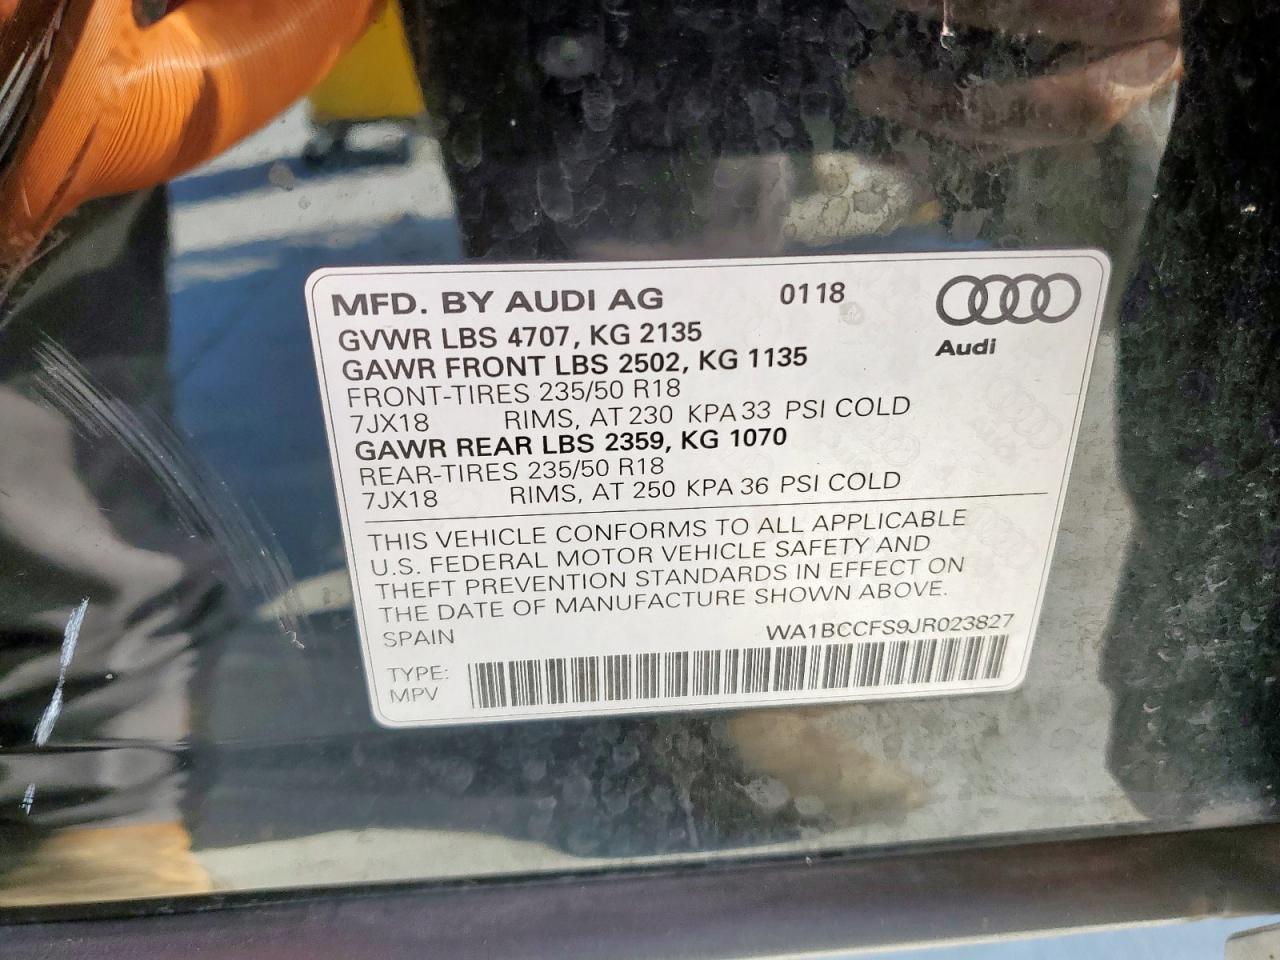 MFD. BY AUDI AG 0118
GVWR LBS 4707, KG 2135
Audi
GAWR FRONT LBS 2502, KG 1135
FRONT-TIRES 235/50 R18
7JX18 RIMS, AT 230 KPA 33 PSI COLD
GAWR REAR LBS 2359, KG 1070
REAR-TIRES 235/50 R18
7JX18 RIMS, AT 250 KPA 36 PSI COLD
THIS VEHICLE CONFORMS TO ALL APPLICABLE
U.S. FEDERAL MOTOR VEHICLE SAFETY AND
THEFT PREVENTION STANDARDS IN EFFECT ON
THE DATE OF MANUFACTURE SHOWN ABOVE.
SPAIN WA1BCCFS9JR023827
TYPE:
MPV